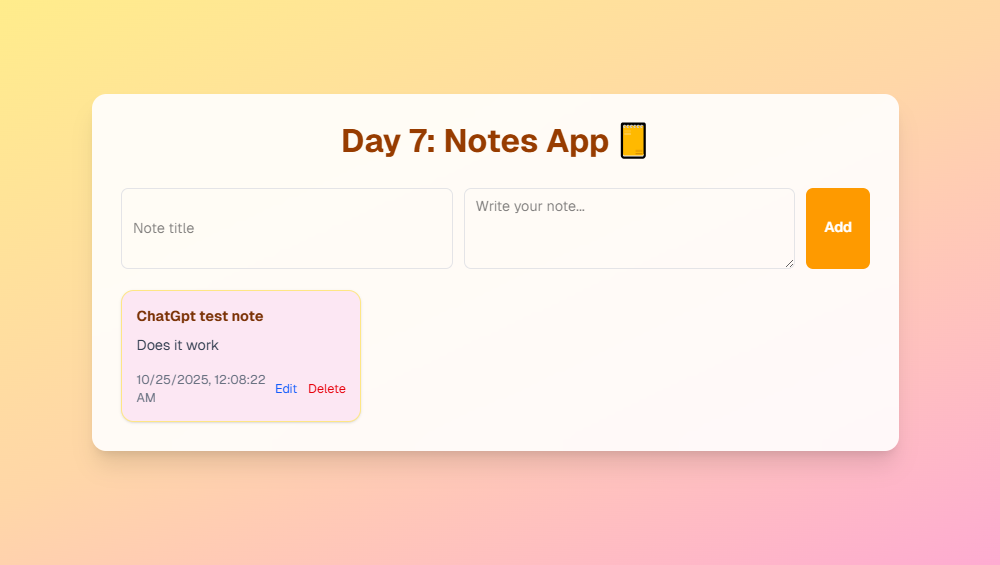 Day 7: Notes App
Note title
Write your note...
Add
ChatGpt test note
Does it work
10/25/2025, 12:08:22
AM
Edit
Delete